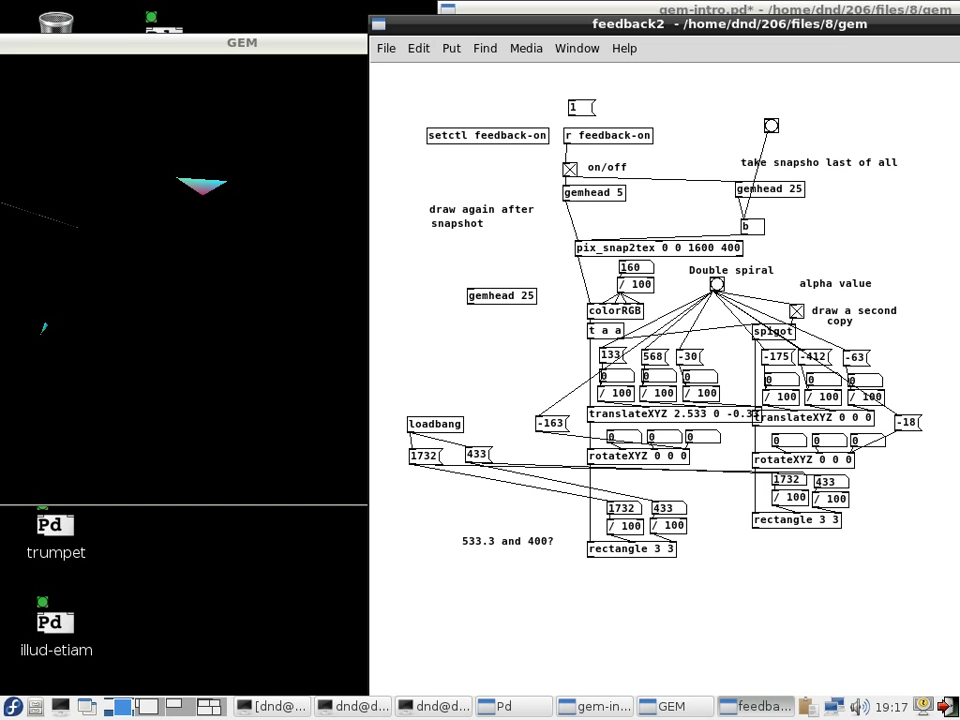 gem-intro.pd* - /home/dnd/206/files/8/gem
feedback2 - /home/dnd/206/files/8/gem
GEM
File Edit Put Find Media Window Help
1
setctl feedback-on
r feedback-on
on/off
take snapsho last of all
gemhead 5
gemhead 25
draw again after
snapshot
b
pix_snap2tex 0 0 1600 400
160
Double spiral
/ 100
alpha value
gemhead 25
colorRGB
draw a second
copy
t a a
spigot
133
568
-30
-175
-412
-63
0
0
0
0
0
0
/ 100
/ 100
/ 100
/ 100
/ 100
/ 100
translateXYZ 2.533 0 -0.33
translateXYZ 0 0 0
loadbang
-163
-18
0
0
0
0
0
0
1732
433
rotateXYZ 0 0 0
rotateXYZ 0 0 0
1732
433
/ 100
/ 100
1732
433
/ 100
/ 100
rectangle 3 3
533.3 and 400?
rectangle 3 3
Pd
trumpet
Pd
illud-etiam
[dnd@...
dnd@d...
dnd@d...
Pd
gem-in...
GEM
feedba...
19:17